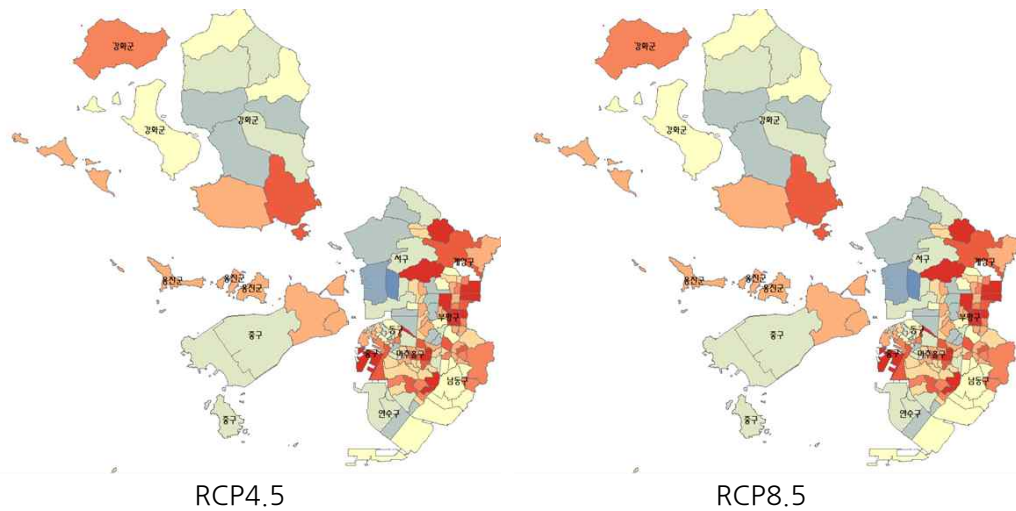 강화군
강화군
강화군
서구
계양구
옹진군
옹진군
옹진군
부평구
중구
동구
중구
미추홀구
남동구
연수구
중구
RCP4.5
강화군
강화군
강화군
서구
계양구
옹진군
옹진군
옹진군
부평구
중구
동구
중구
미추홀구
남동구
연수구
중구
RCP8.5